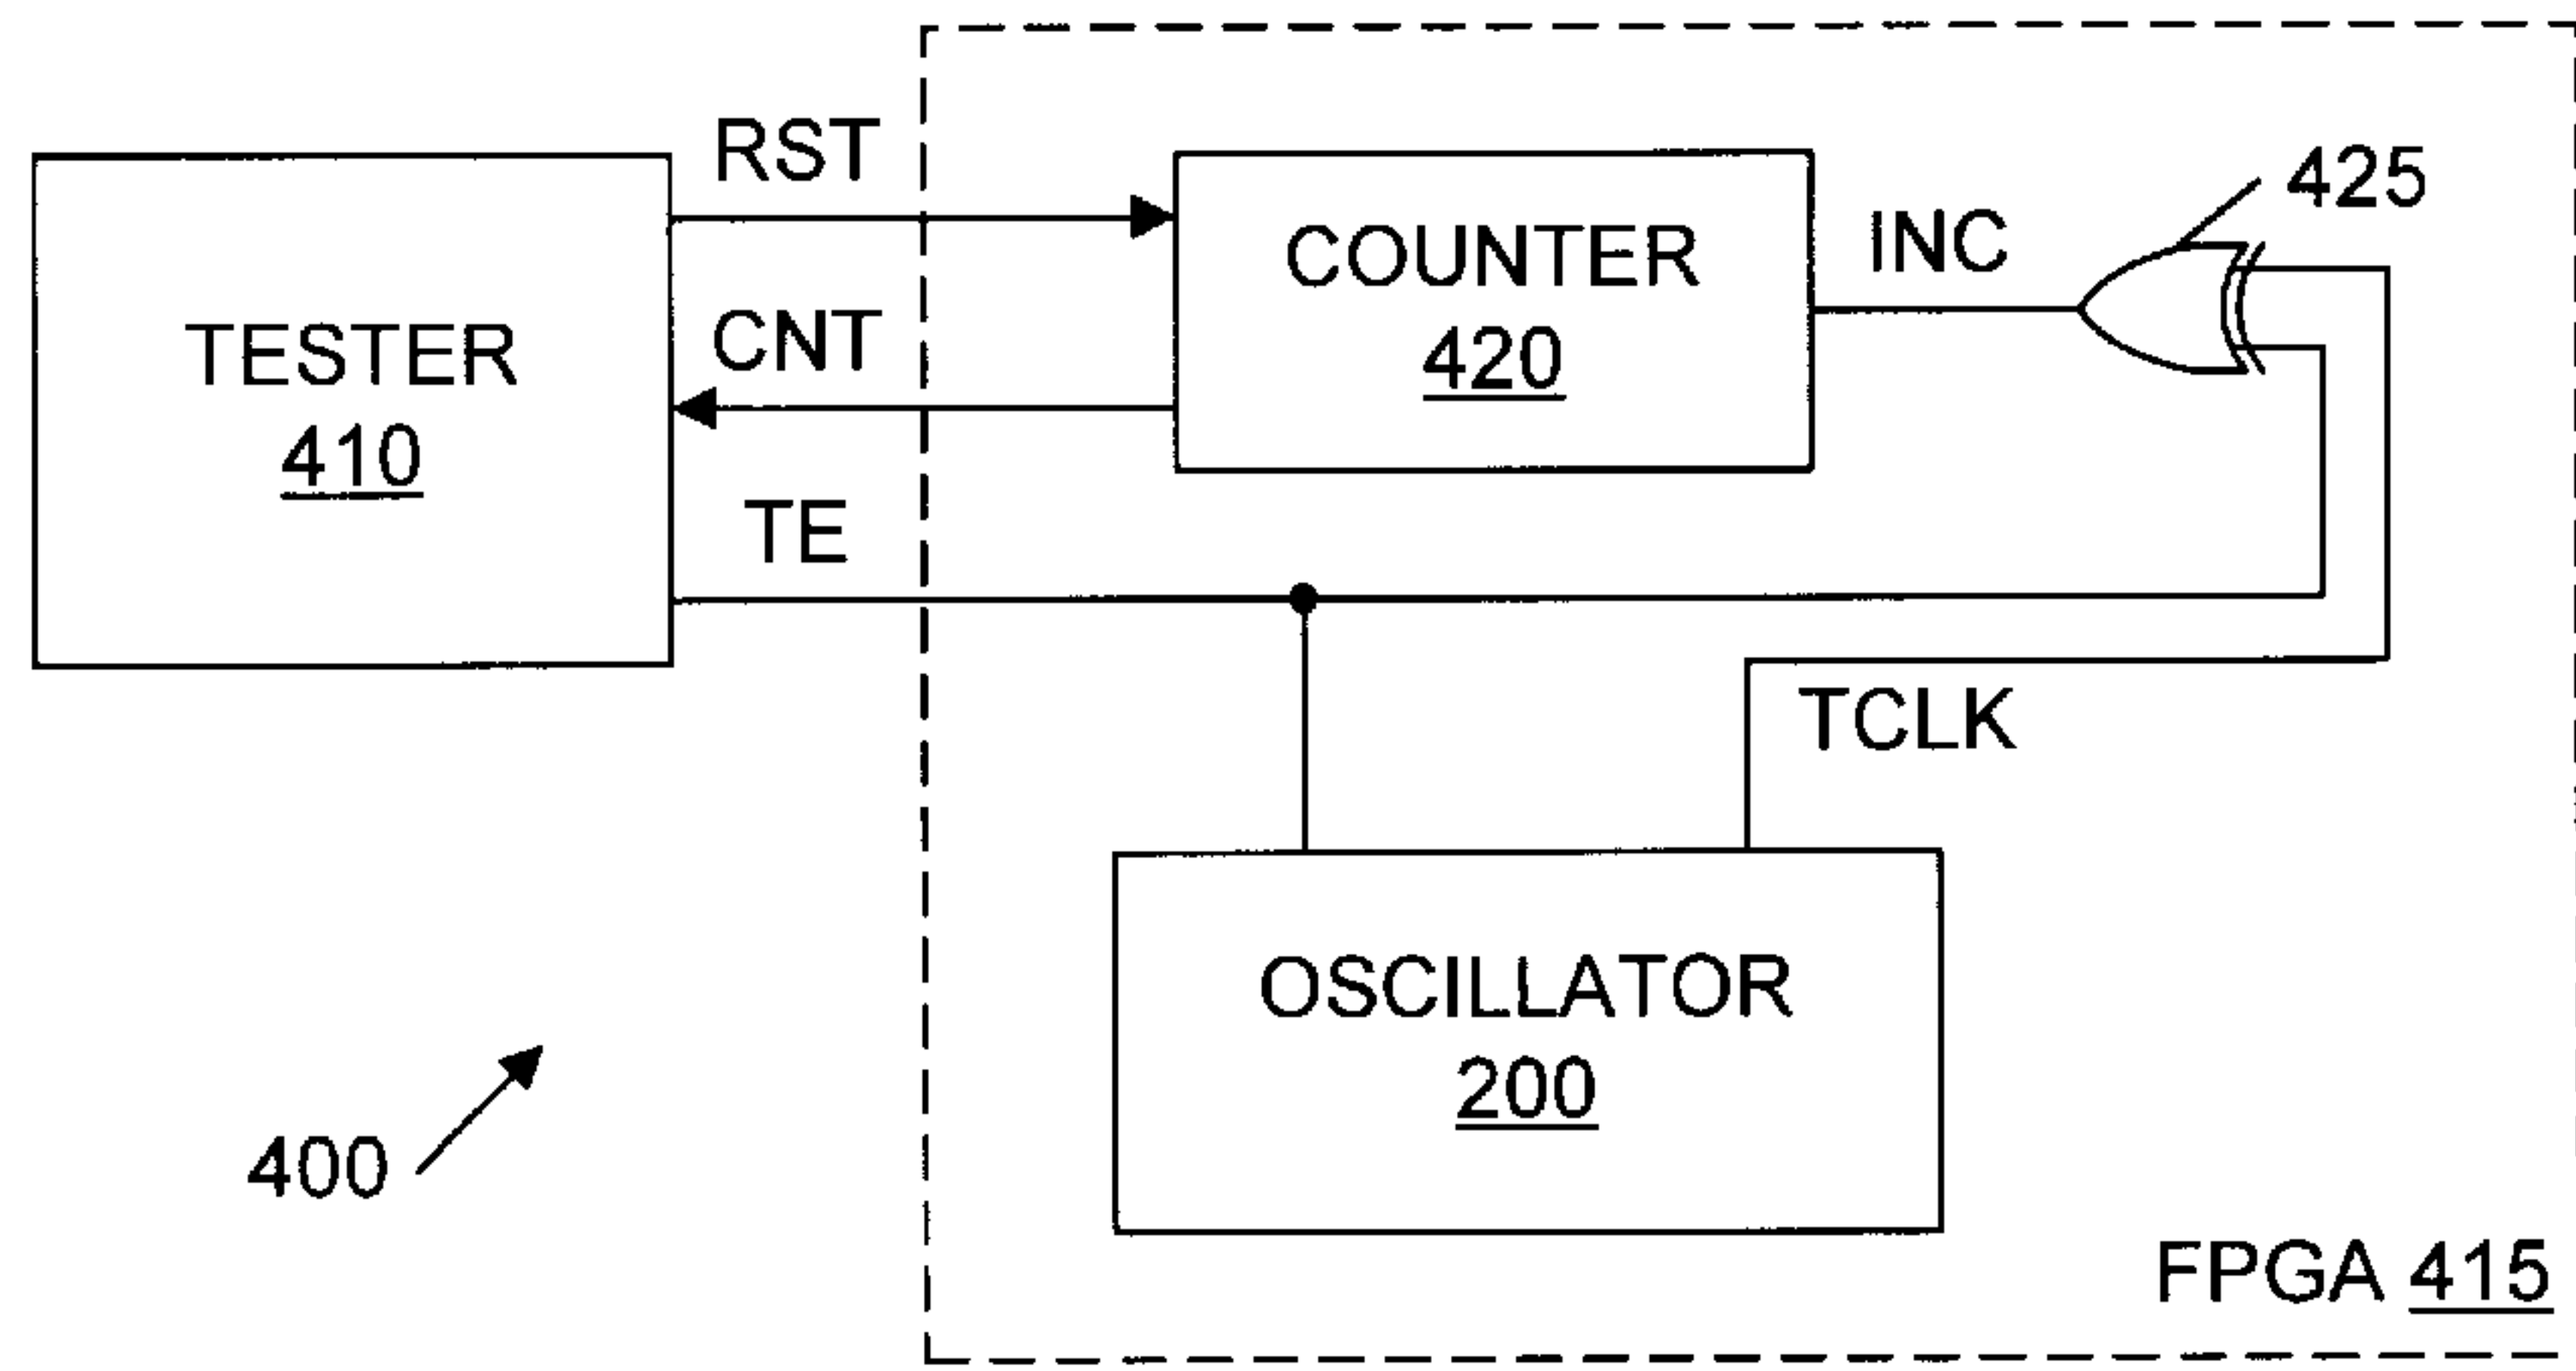 RST
425
INC
COUNTER
420
TESTER
410
CNT
TE
TCLK
OSCILLATOR
200
400
FPGA 415